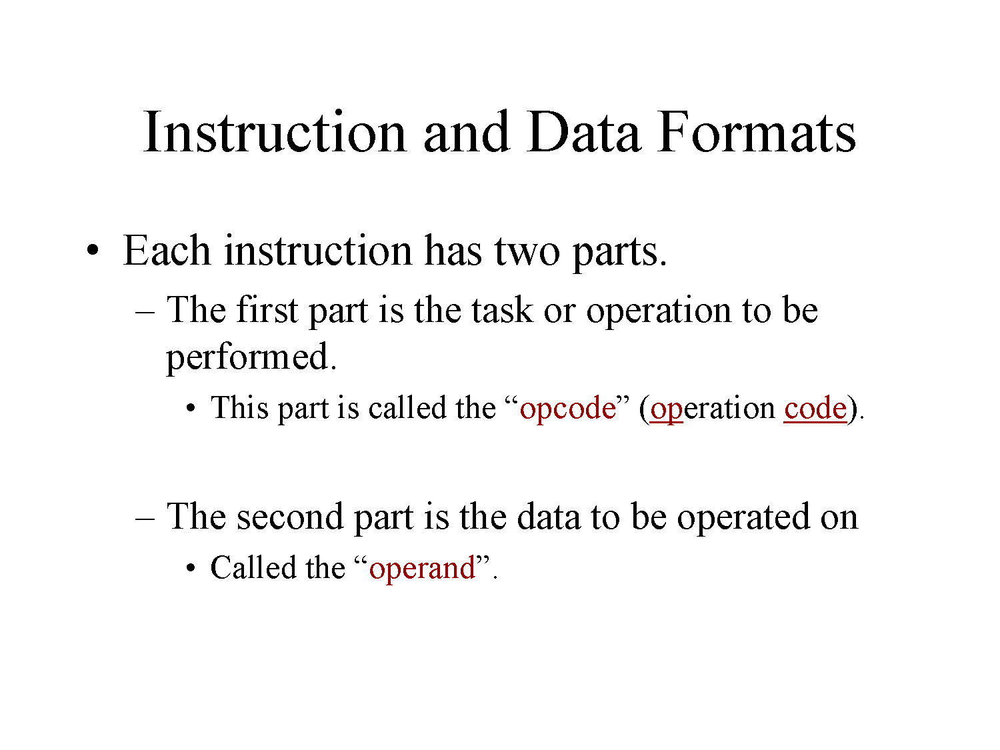 Instruction and Data Formats
• Each instruction has two parts.
– The first part is the task or operation to be
performed.
• This part is called the “opcode” (operation code).
– The second part is the data to be operated on
• Called the “operand”.